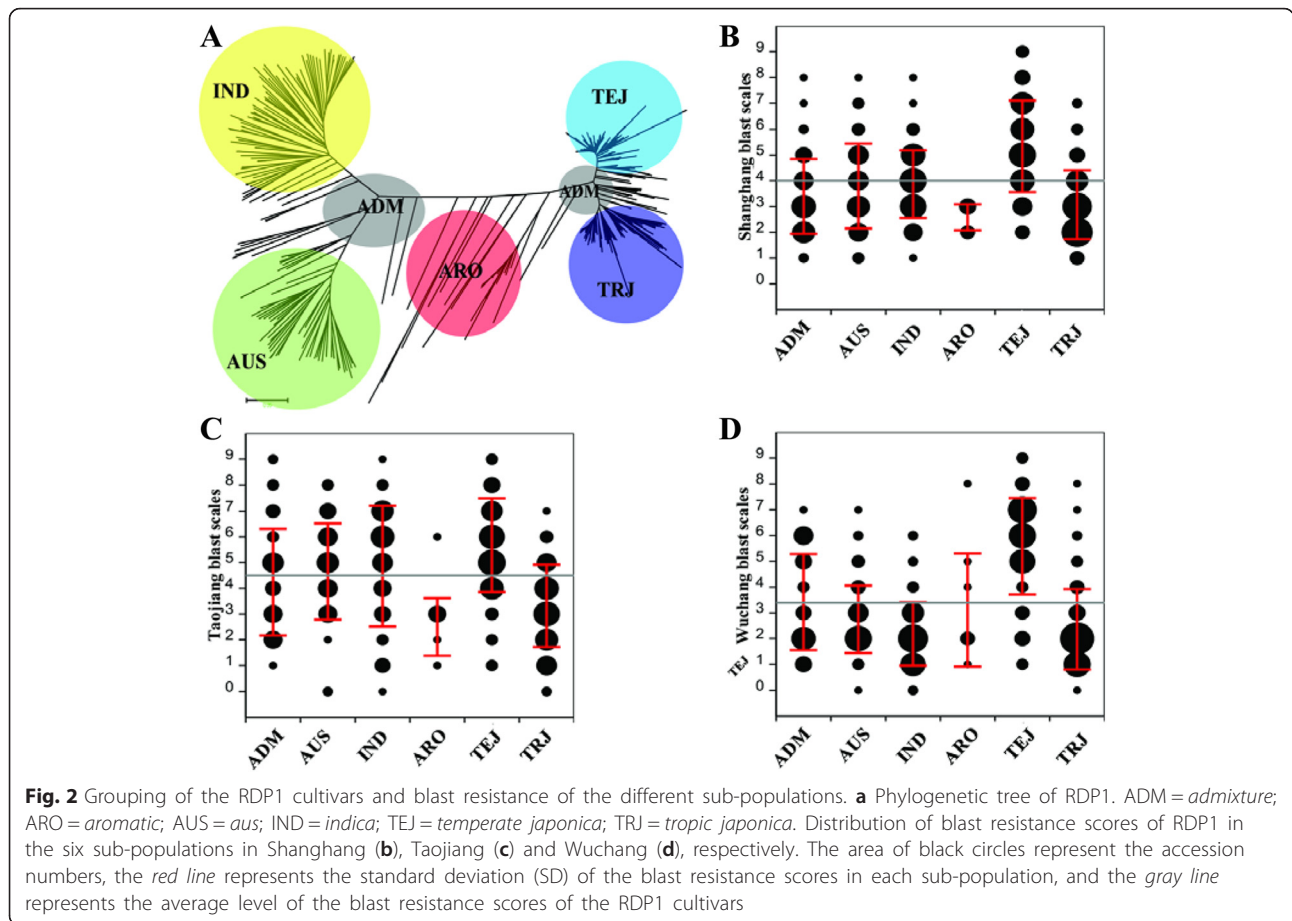 A
IND
TEJ
ADM
ADM
ARO
TRJ
AUS
B
Shanghang blast scales
9
8
7
6
5
4
3
2
1
0
ADM
AUS
IND
ARO
TEJ
TRJ
C
Taojiang blast scales
9
8
7
6
5
4
3
2
1
0
ADM
AUS
IND
ARO
TEJ
TRJ
D
Wuchang blast scales
TEJ
9
8
7
6
5
4
3
2
1
0
ADM
AUS
IND
ARO
TEJ
TRJ
Fig. 2 Grouping of the RDP1 cultivars and blast resistance of the different sub-populations. a Phylogenetic tree of RDP1. ADM = admixture;
ARO = aromatic; AUS = aus; IND = indica; TEJ = temperate japonica; TRJ = tropic japonica. Distribution of blast resistance scores of RDP1 in
the six sub-populations in Shanghang (b), Taojiang (c) and Wuchang (d), respectively. The area of black circles represent the accession
numbers, the red line represents the standard deviation (SD) of the blast resistance scores in each sub-population, and the gray line
represents the average level of the blast resistance scores of the RDP1 cultivars